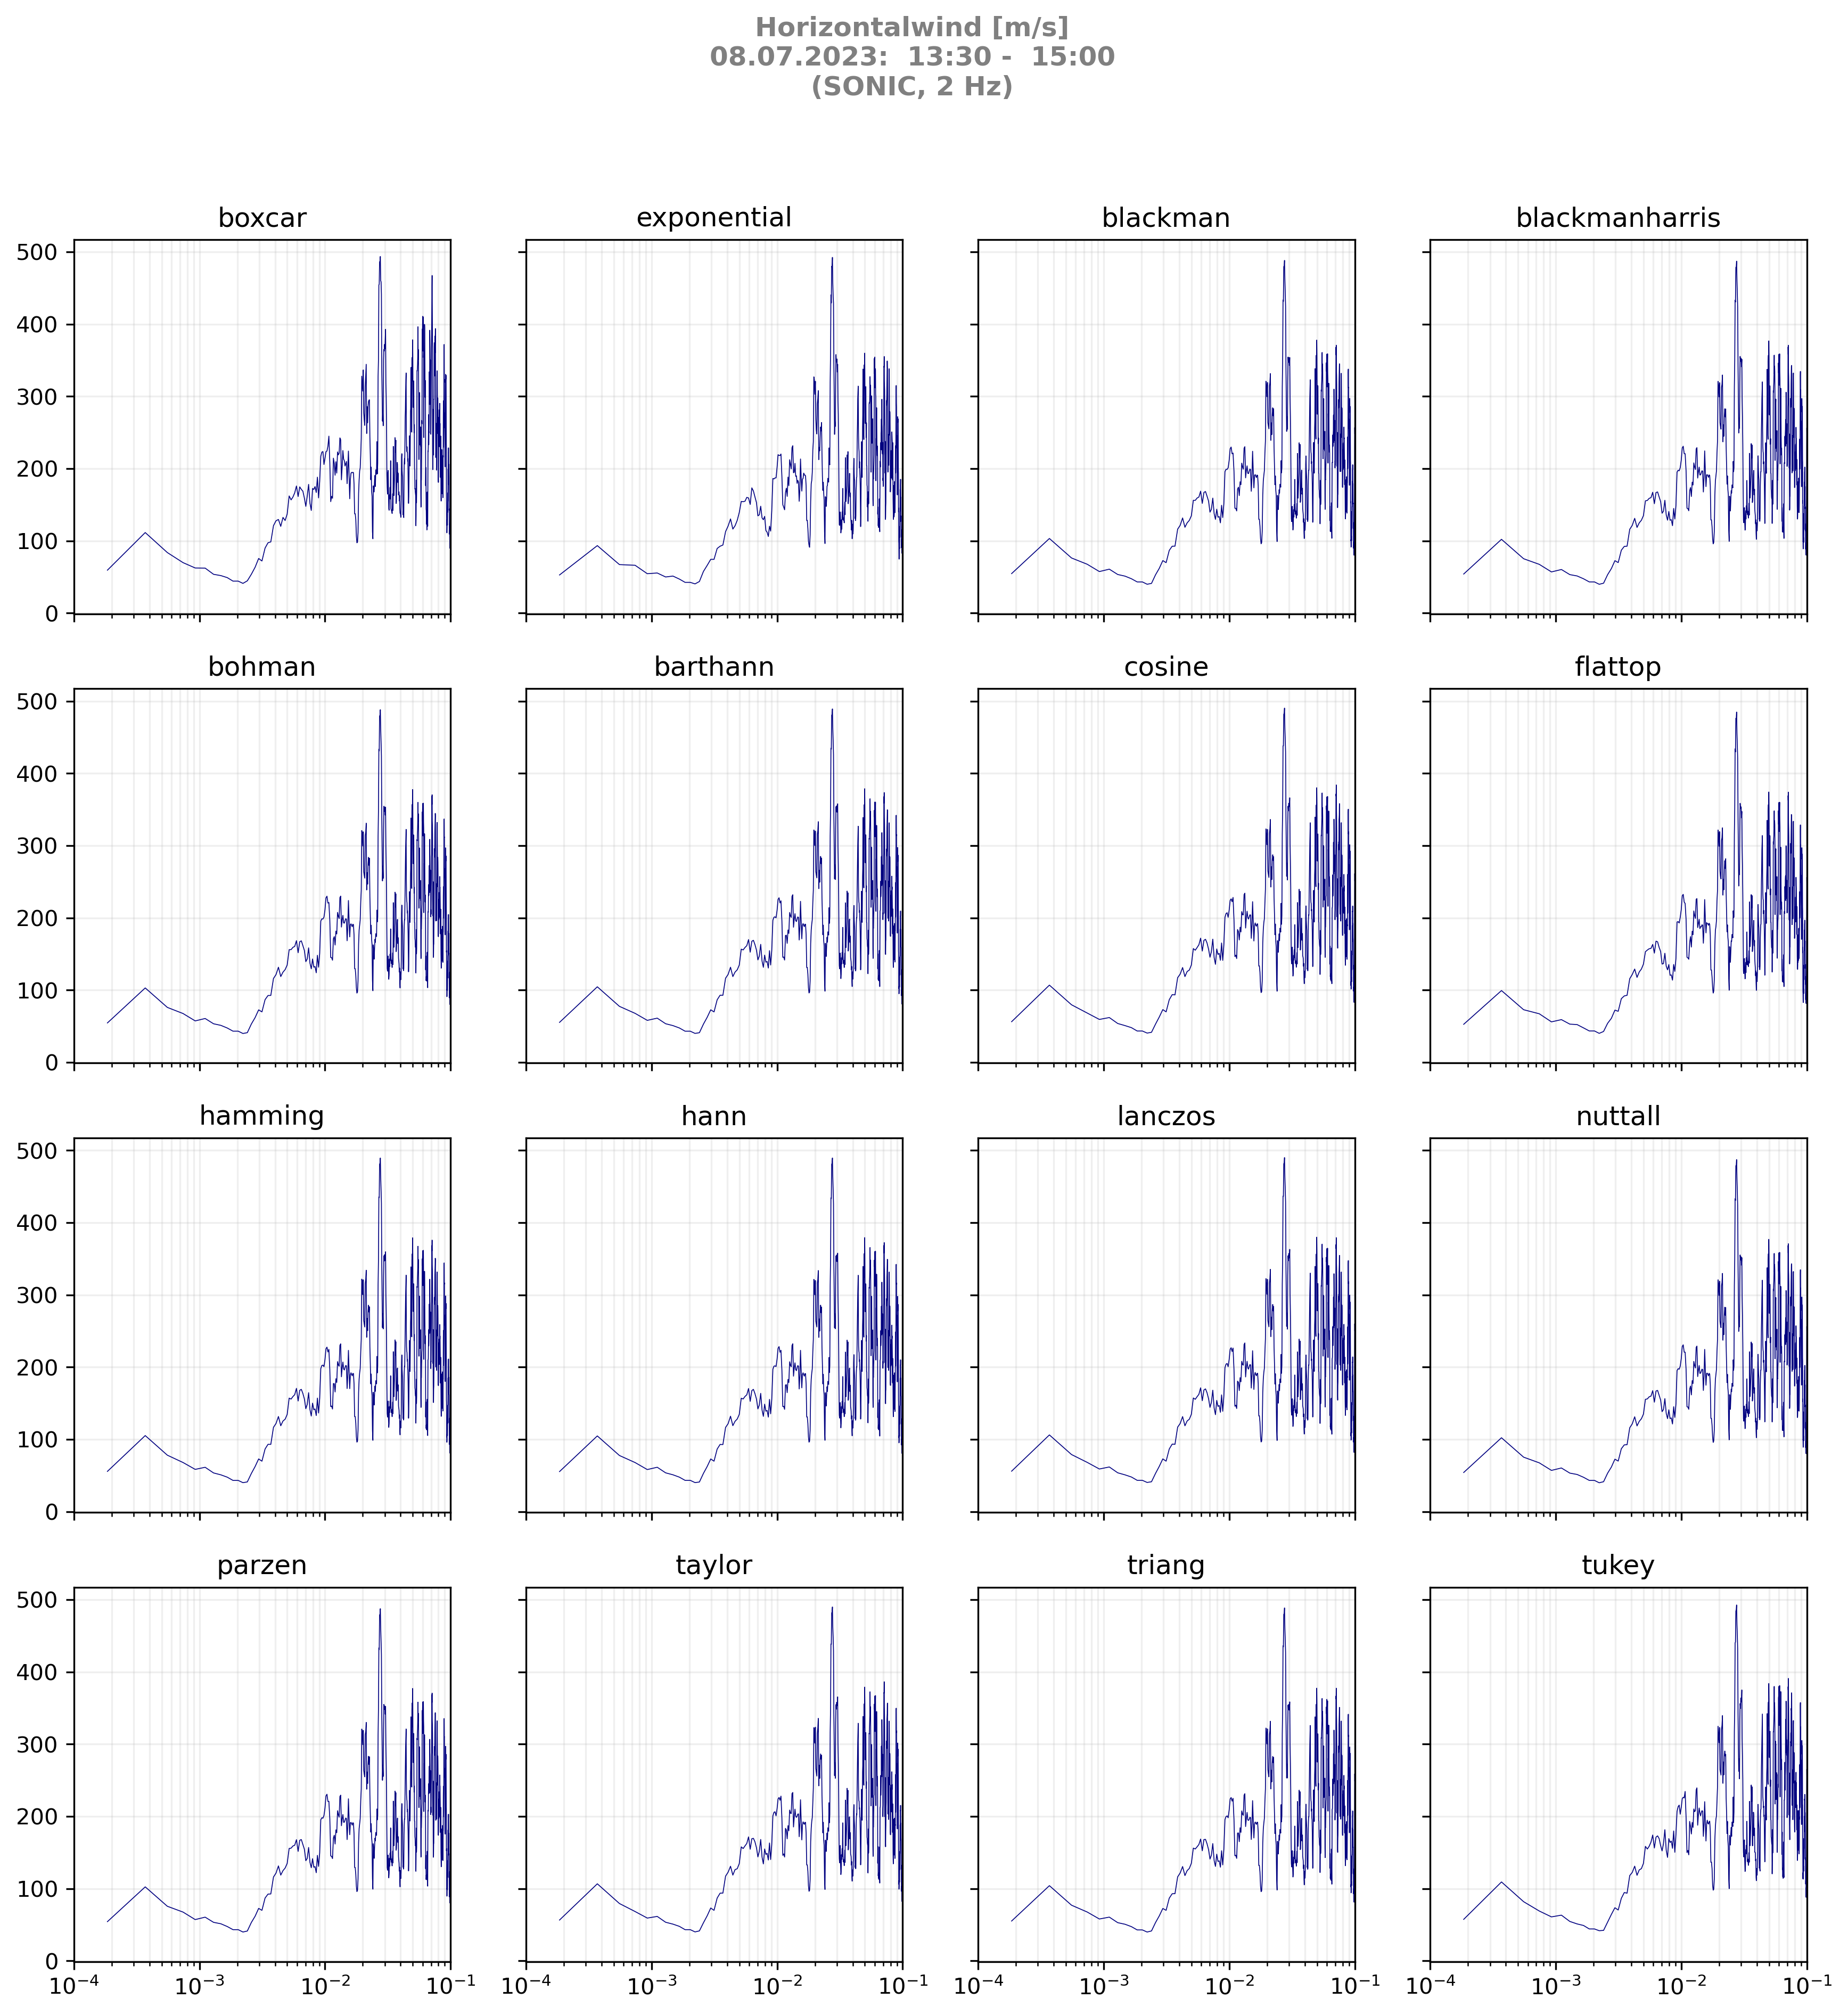 Horizontalwind [m/s]
08.07.2023:  13:30 -  15:00
(SONIC, 2 Hz)
boxcar
exponential
blackman
blackmanharris
500
400
300
200
100
0
bohman
barthann
cosine
flattop
500
400
300
200
100
0
hamming
hann
lanczos
nuttall
500
400
300
200
100
0
parzen
taylor
triang
tukey
500
400
300
200
100
0
10⁻⁴ 10⁻³ 10⁻² 10⁻¹
10⁻⁴ 10⁻³ 10⁻² 10⁻¹
10⁻⁴ 10⁻³ 10⁻² 10⁻¹
10⁻⁴ 10⁻³ 10⁻² 10⁻¹